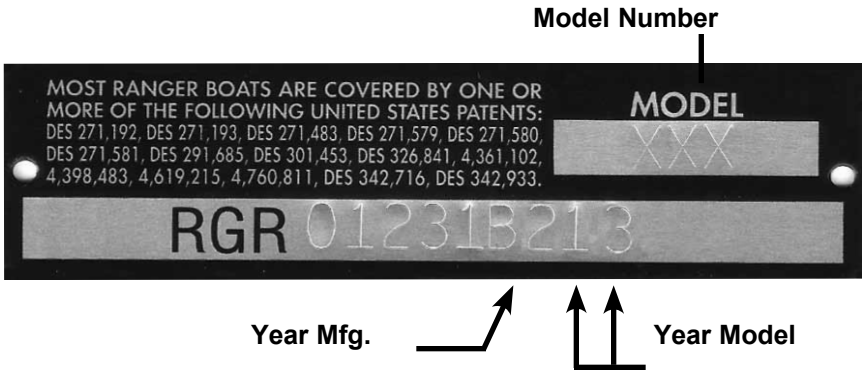 Model Number
MOST RANGER BOATS ARE COVERED BY ONE OR
MORE OF THE FOLLOWING UNITED STATES PATENTS:
DES 271,192, DES 271,193, DES 271,483, DES 271,579, DES 271,580,
DES 271,581, DES 291,685, DES 301,453, DES 326,841, 4,361,102,
4,398,483, 4,619,215, 4,760,811, DES 342,716, DES 342,933.
MODEL
XXX
RGR 01231B213
Year Mfg.
Year Model